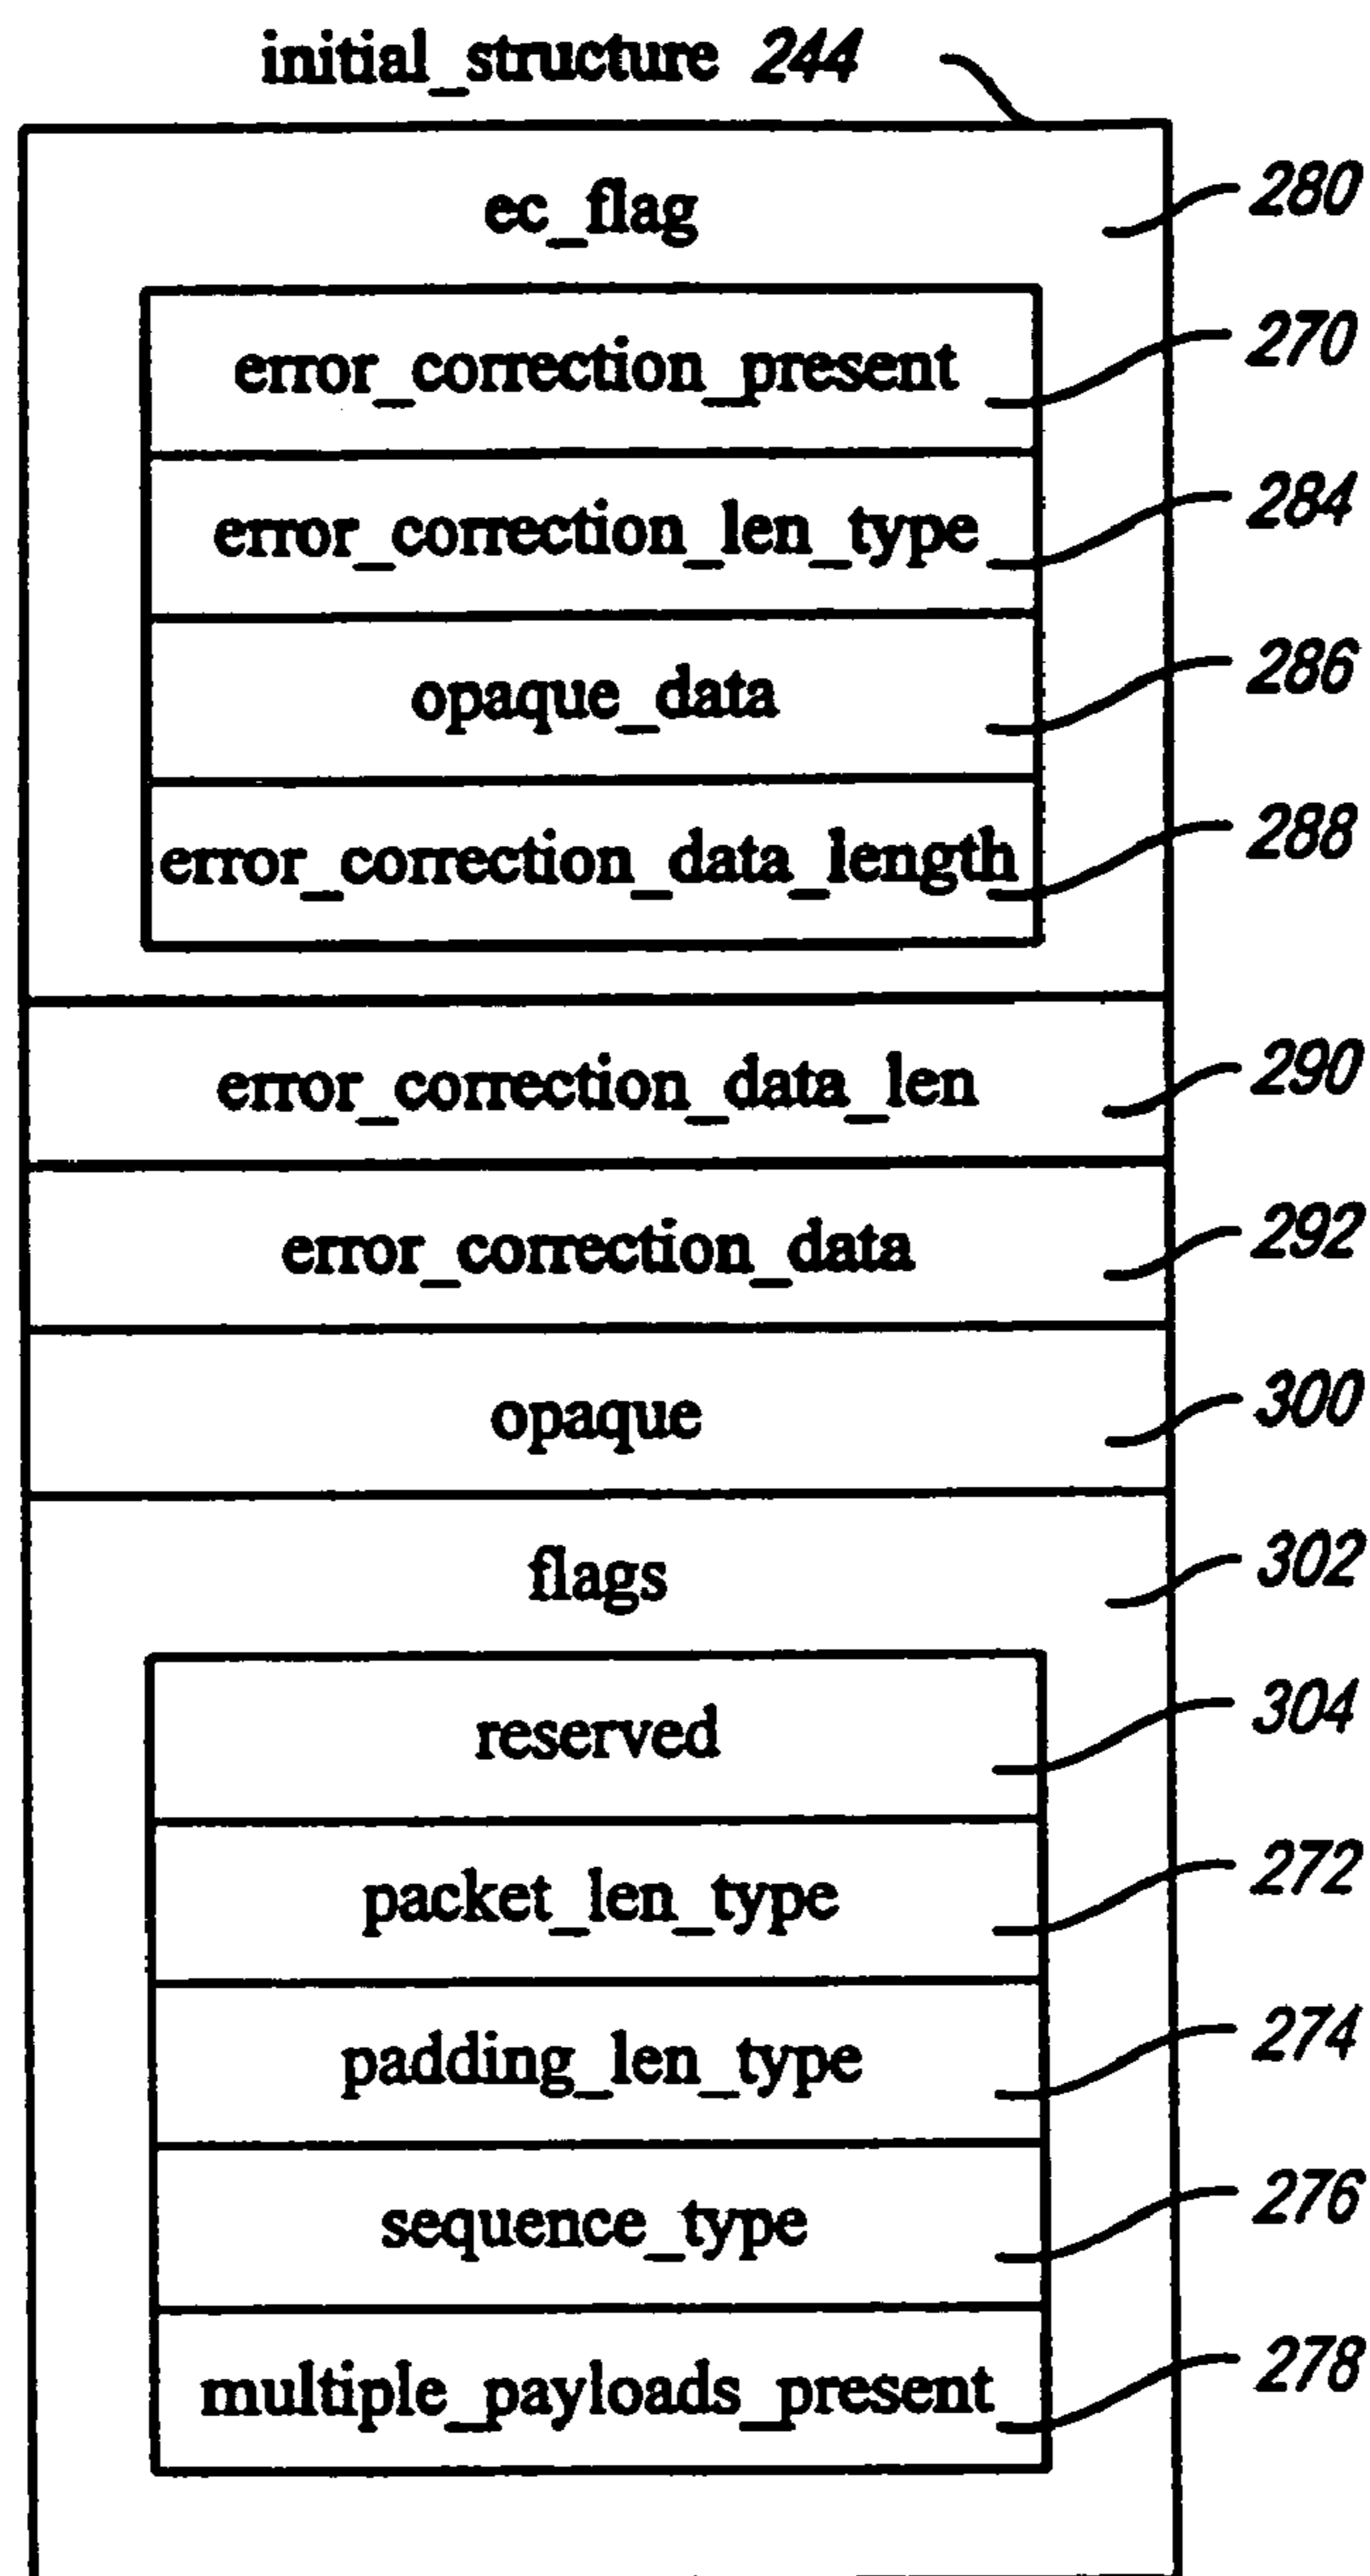 initial_structure 244
ec_flag 280
error_correction_present 270
error_correction_len_type 284
opaque_data 286
error_correction_data_length 288
error_correction_data_len 290
error_correction_data 292
opaque 300
flags 302
reserved 304
packet_len_type 272
padding_len_type 274
sequence_type 276
multiple_payloads_present 278